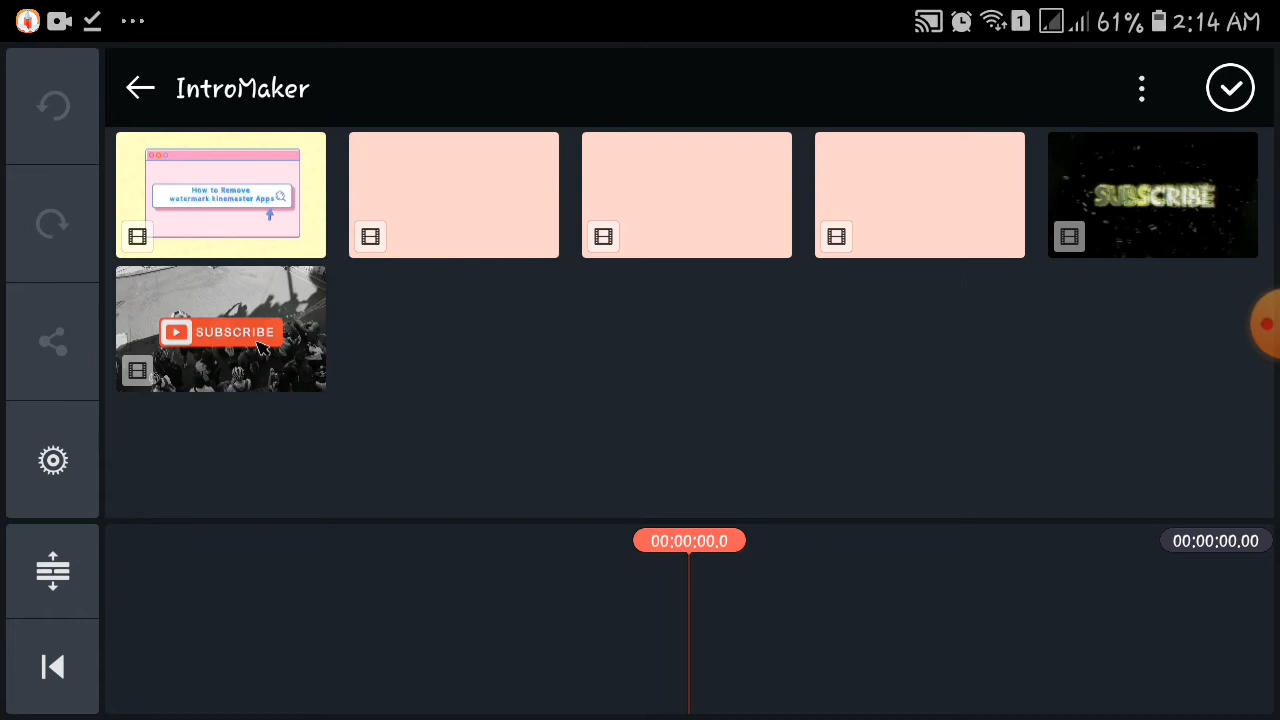 1 61% 2:14 AM
IntroMaker
How to Remove
watermark kinemaster Apps
SUBSCRIBE
SUBSCRIBE
00:00:00.0
00:00:00.00